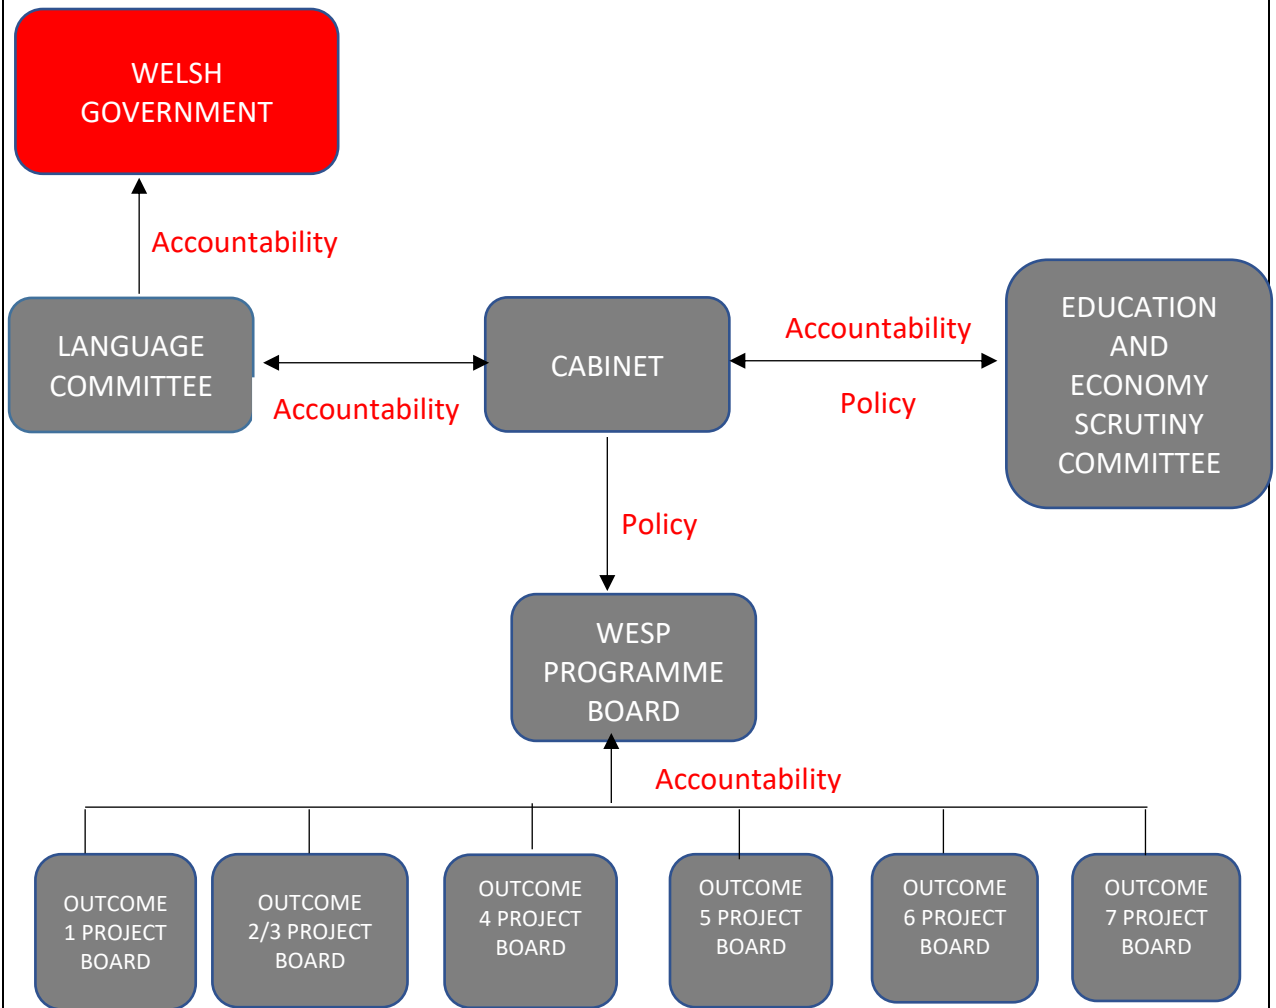 WELSH
GOVERNMENT
Accountability
LANGUAGE
COMMITTEE
Accountability
CABINET
Accountability
Policy
EDUCATION
AND
ECONOMY
SCRUTINY
COMMITTEE
Policy
WESP
PROGRAMME
BOARD
Accountability
OUTCOME
1 PROJECT
BOARD
OUTCOME
2/3 PROJECT
BOARD
OUTCOME
4 PROJECT
BOARD
OUTCOME
5 PROJECT
BOARD
OUTCOME
6 PROJECT
BOARD
OUTCOME
7 PROJECT
BOARD